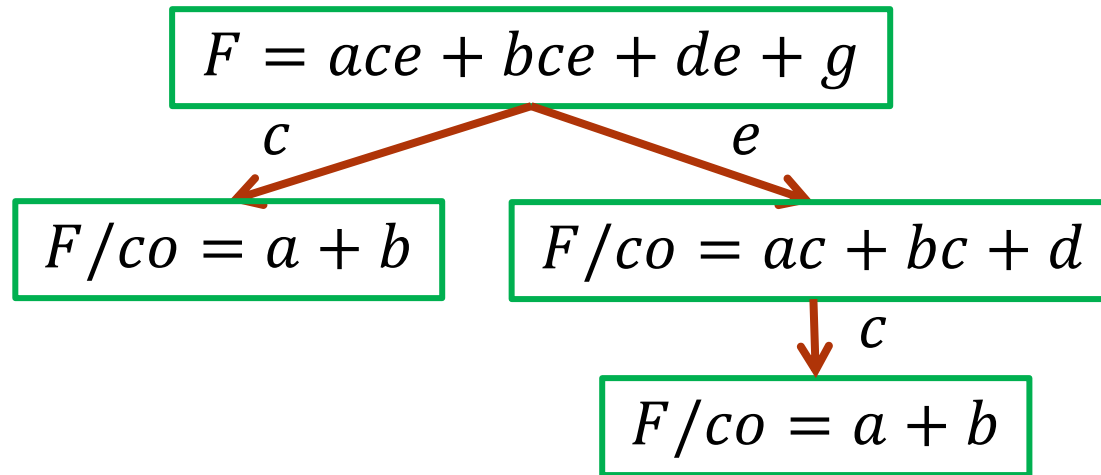 F = ace + bce + de + g
c
e
F/co = a + b
F/co = ac + bc + d
c
F/co = a + b